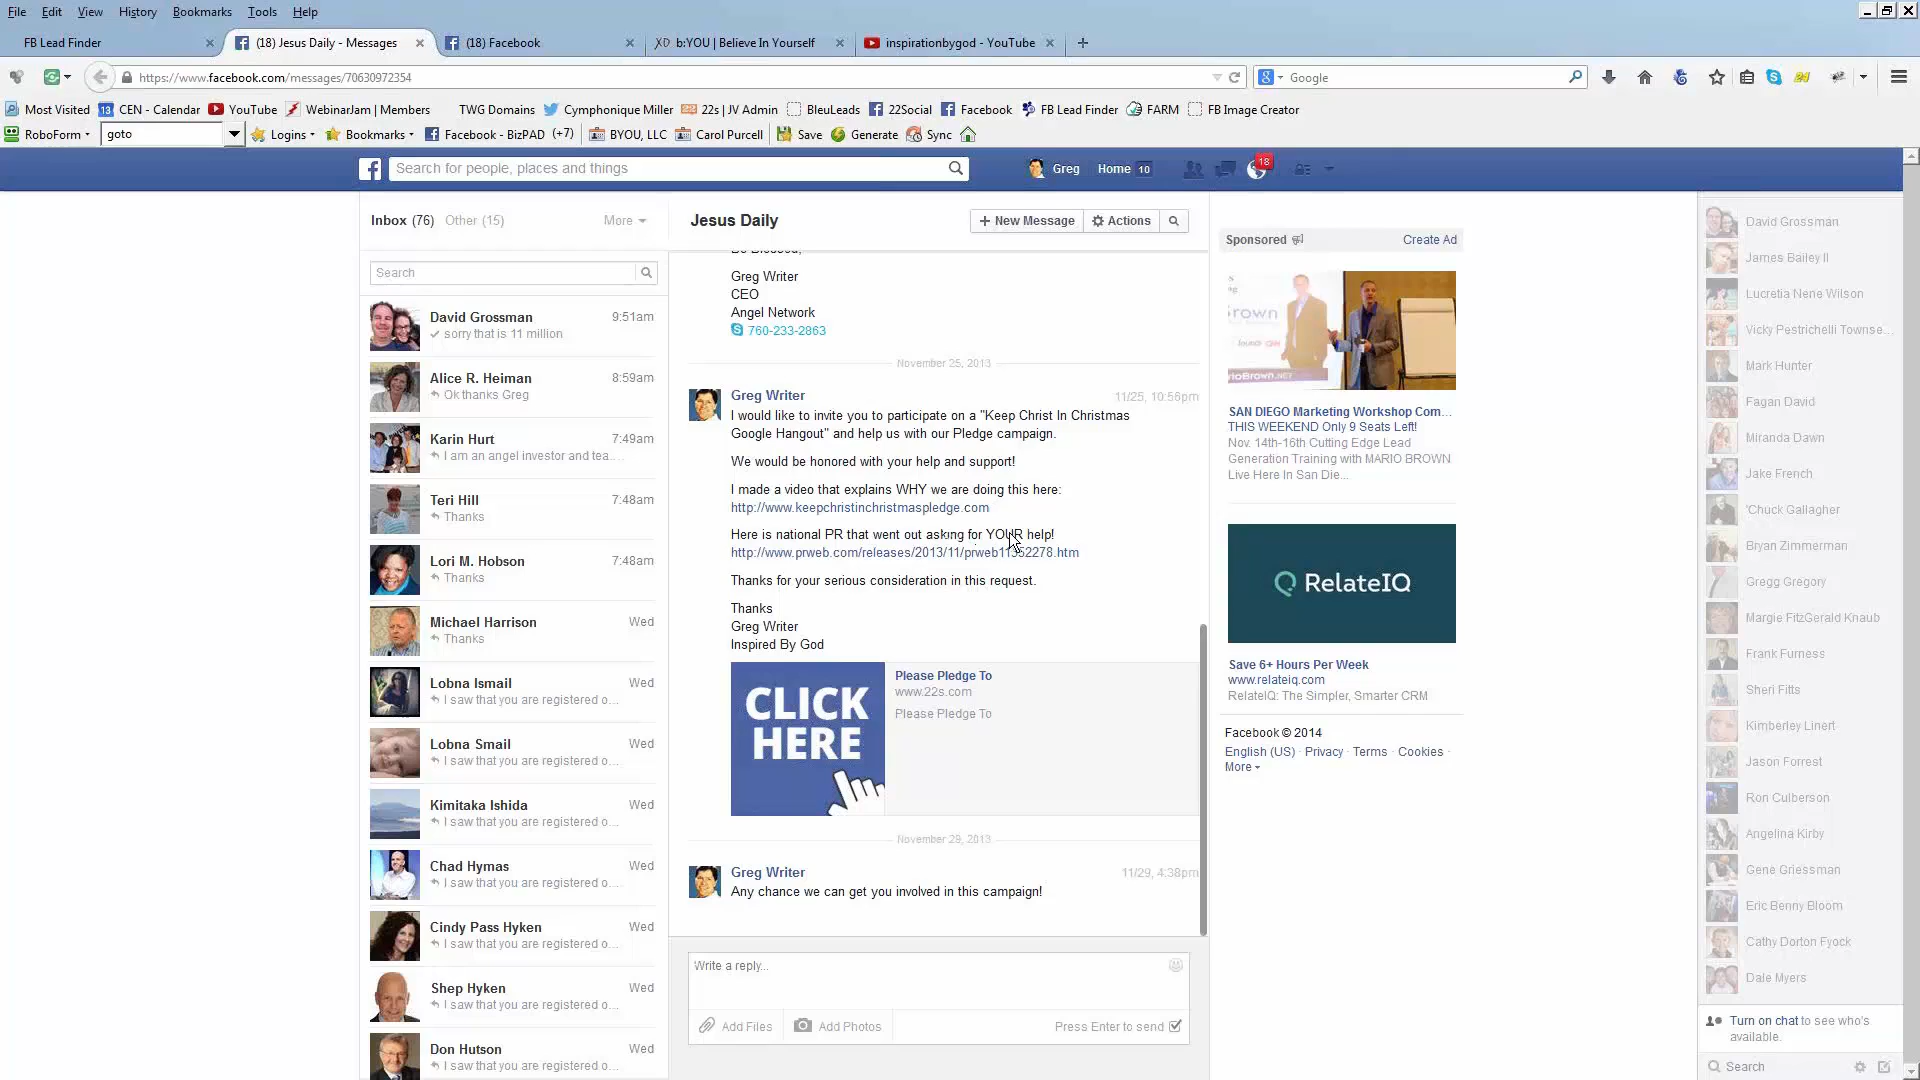 File Edit View History Bookmarks Tools Help
FB Lead Finder
(18) Jesus Daily - Messages
(18) Facebook
b:YOU | Believe In Yourself
inspirationbygod - YouTube
https://www.facebook.com/messages/70630972354
Google
Most Visited
CEN - Calendar
YouTube
WebinarJam | Members
TWG Domains
Cymphonique Miller
22s | JV Admin
BleuLeads
22Social
Facebook
FB Lead Finder
FARM
FB Image Creator
RoboForm
goto
Logins
Bookmarks
Facebook - BizPAD (+7)
BYOU, LLC
Carol Purcell
Save
Generate
Sync
Search for people, places and things
Greg
Home 10
18
Inbox (76) Other (15) More
Search
David Grossman 9:51am
sorry that is 11 million
Alice R. Heiman 8:59am
Ok thanks Greg
Karin Hurt 7:49am
I am an angel investor and tea...
Teri Hill 7:48am
Thanks
Lori M. Hobson 7:48am
Thanks
Michael Harrison Wed
Thanks
Lobna Ismail Wed
I saw that you are registered o...
Lobna Smail Wed
I saw that you are registered o...
Kimitaka Ishida Wed
I saw that you are registered o...
Chad Hymas Wed
I saw that you are registered o...
Cindy Pass Hyken Wed
I saw that you are registered o...
Shep Hyken Wed
I saw that you are registered o...
Don Hutson Wed
I saw that you are registered o...
Jesus Daily
New Message
Actions
Be Blessed,
Greg Writer
CEO
Angel Network
760-233-2863
November 25, 2013
Greg Writer 11/25, 10:56pm
I would like to invite you to participate on a "Keep Christ In Christmas
Google Hangout" and help us with our Pledge campaign.
We would be honored with your help and support!
I made a video that explains WHY we are doing this here:
http://www.keepchristinchristmaspledge.com
Here is national PR that went out asking for YOUR help!
http://www.prweb.com/releases/2013/11/prweb11352278.htm
Thanks for your serious consideration in this request.
Thanks
Greg Writer
Inspired By God
CLICK
HERE
Please Pledge To
www.22s.com
Please Pledge To
November 29, 2013
Greg Writer 11/29, 4:38pm
Any chance we can get you involved in this campaign!
Write a reply...
Add Files
Add Photos
Press Enter to send
Sponsored
Create Ad
SAN DIEGO Marketing Workshop Com...
THIS WEEKEND Only 9 Seats Left!
Nov. 14th-16th Cutting Edge Lead
Generation Training with MARIO BROWN
Live Here In San Die...
RelateIQ
Save 6+ Hours Per Week
www.relateiq.com
RelateIQ: The Simpler, Smarter CRM
Facebook © 2014
English (US) · Privacy · Terms · Cookies ·
More
David Grossman
James Bailey II
Lucretia Nene Wilson
Vicky Pestrichelli Townse...
Mark Hunter
Fagan David
Miranda Dawn
Jake French
'Chuck Gallagher
Bryan Zimmerman
Gregg Gregory
Margie FitzGerald Knaub
Frank Furness
Sheri Fitts
Kimberley Linert
Jason Forrest
Ron Culberson
Angelina Kirby
Gene Griessman
Eric Benny Bloom
Cathy Dorton Fyock
Dale Myers
Turn on chat to see who's
available.
Search